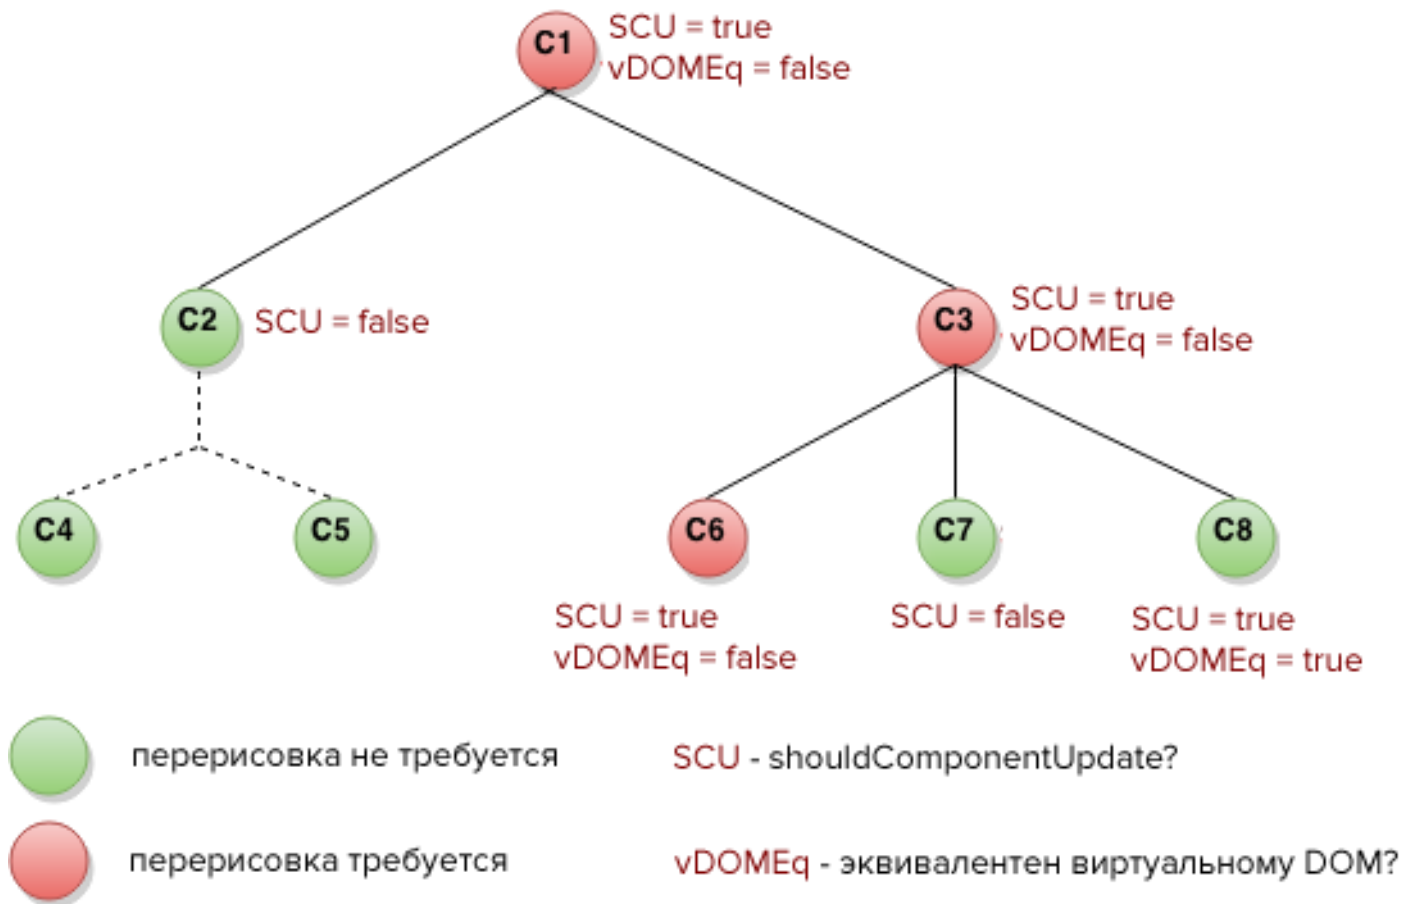 C1
SCU = true
vDOMEq = false
C2
SCU = false
C3
SCU = true
vDOMEq = false
C4
C5
C6
C7
C8
SCU = true
vDOMEq = false
SCU = false
SCU = true
vDOMEq = true
перерисовка не требуется
SCU - shouldComponentUpdate?
перерисовка требуется
vDOMEq - эквивалентен виртуальному DOM?